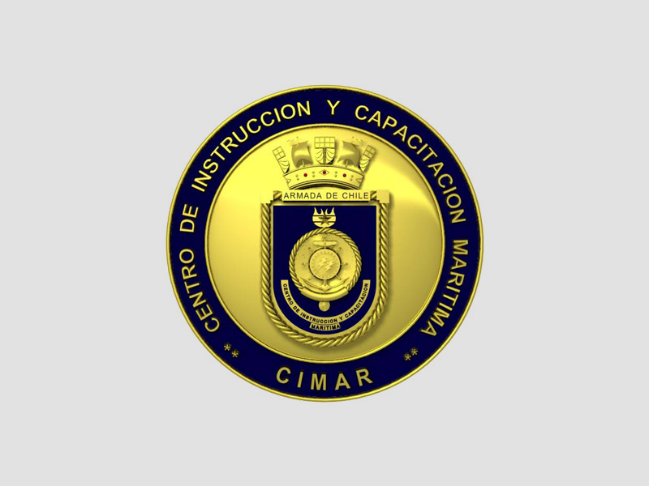 CENTRO DE INSTRUCCION Y CAPACITACION MARITIMA
ARMADA DE CHILE
CENTRO DE INSTRUCCION Y CAPACITACION
MARITIMA
** CIMAR **